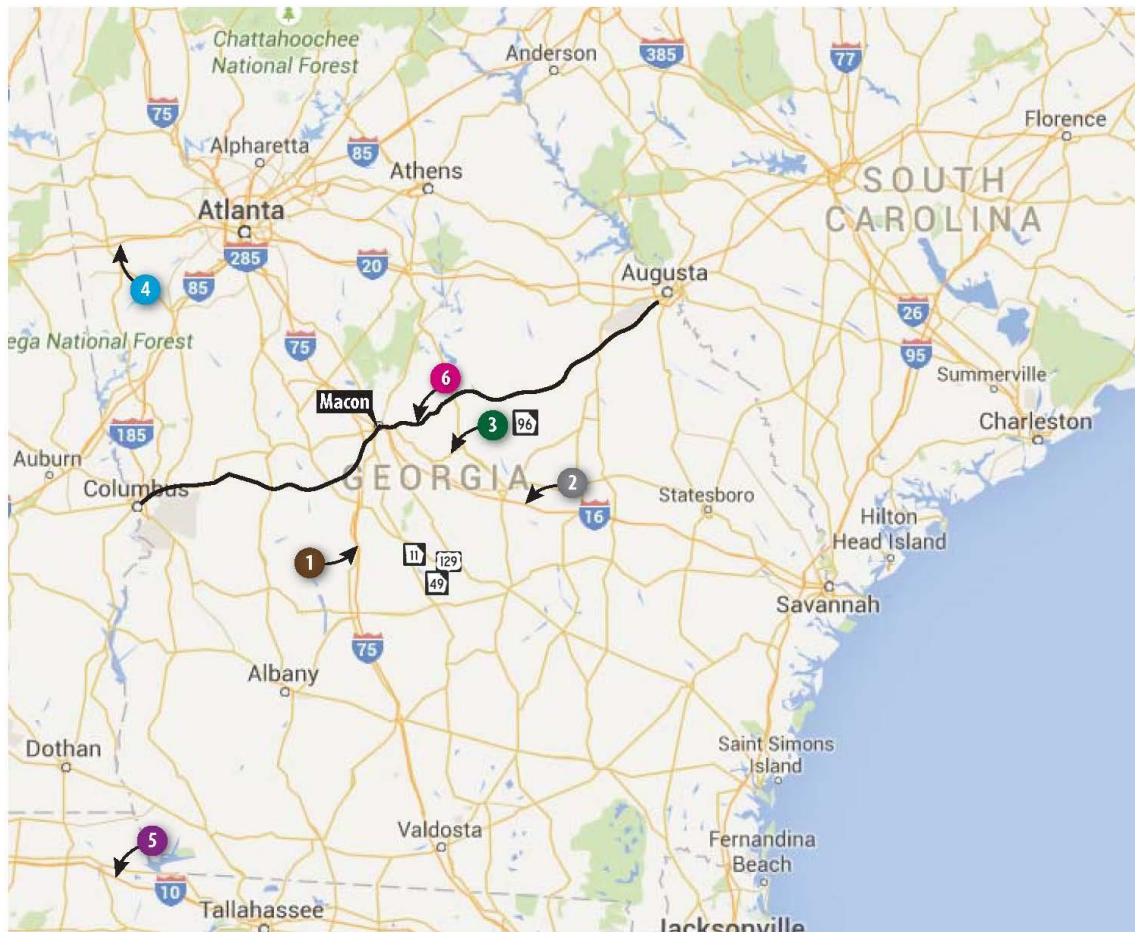 Chattahoochee
National Forest
Anderson
385
77
75
Florence
Alpharetta
85
Athens
SOUTH
CAROLINA
Atlanta
285
20
Augusta
4
85
26
ega National Forest
75
95
6
Summerville
Macon
3
96
Charleston
185
Auburn
GEORGIA
Columbus
2
Statesboro
16
Hilton
Head Island
1
11
129
49
Savannah
75
Albany
Dothan
Saint Simons
Island
5
Valdosta
Fernandina
Beach
10
Tallahassee
Jacksonville